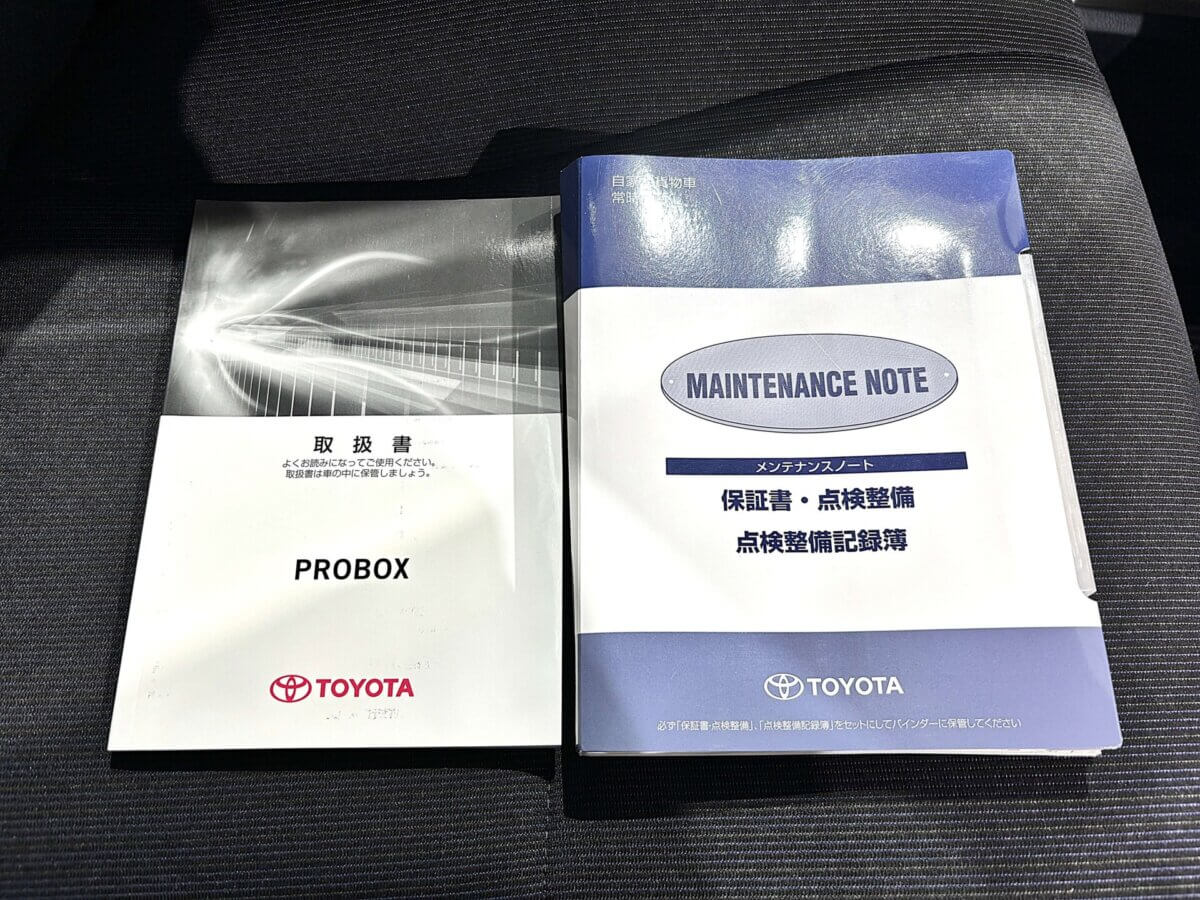 取扱書
よくお読みになってご使用ください。
取扱書は車の中に保管しましょう。
PROBOX
TOYOTA
自家 貨物車
常時
MAINTENANCE NOTE
メンテナンスノート
保証書・点検整備
点検整備記録簿
TOYOTA
必ず「保証書・点検整備」、「点検整備記録簿」をセットにしてバインダーに保管してください